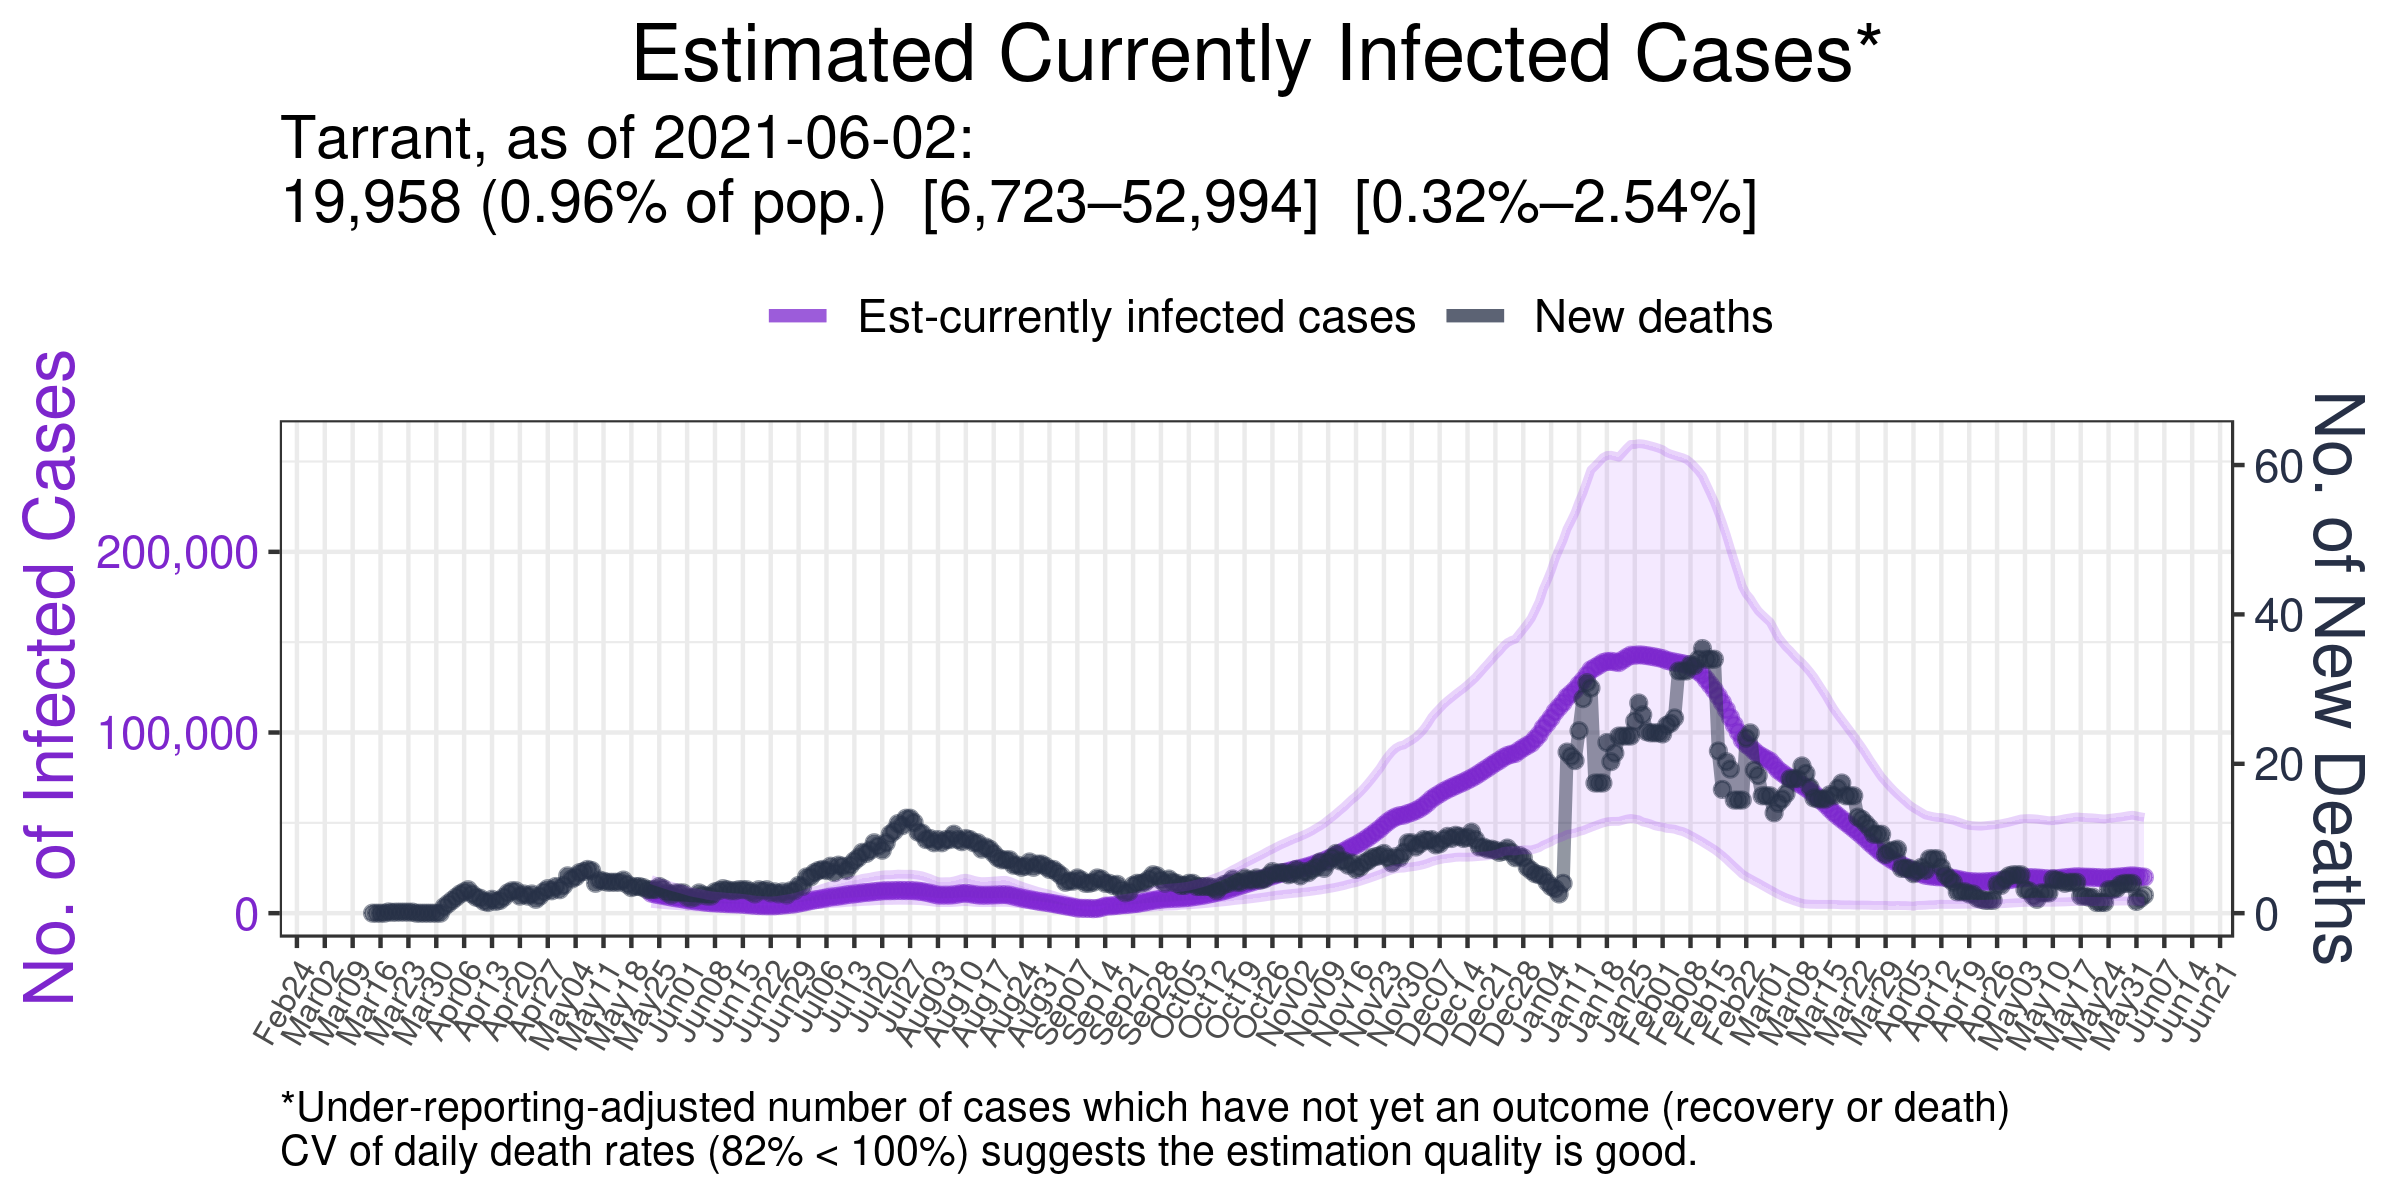 Estimated Currently Infected Cases*
Tarrant, as of 2021-06-02:
19,958 (0.96% of pop.) [6,723–52,994] [0.32%–2.54%]
Est-currently infected cases
New deaths
No. of Infected Cases
200,000
100,000
0
60
40
20
0
No. of New Deaths
Feb24
Mar02
Mar09
Mar16
Mar23
Mar30
Apr06
Apr13
Apr20
Apr27
May04
May11
May18
May25
Jun01
Jun08
Jun15
Jun22
Jun29
Jul06
Jul13
Jul20
Jul27
Aug03
Aug10
Aug17
Aug24
Aug31
Sep07
Sep14
Sep21
Sep28
Oct05
Oct12
Oct19
Oct26
Nov02
Nov09
Nov16
Nov23
Nov30
Dec07
Dec14
Dec21
Dec28
Jan04
Jan11
Jan18
Jan25
Feb01
Feb08
Feb15
Feb22
Mar01
Mar08
Mar15
Mar22
Mar29
Apr05
Apr12
Apr19
Apr26
May03
May10
May17
May24
May31
Jun07
Jun14
Jun21
*Under-reporting-adjusted number of cases which have not yet an outcome (recovery or death)
CV of daily death rates (82% < 100%) suggests the estimation quality is good.